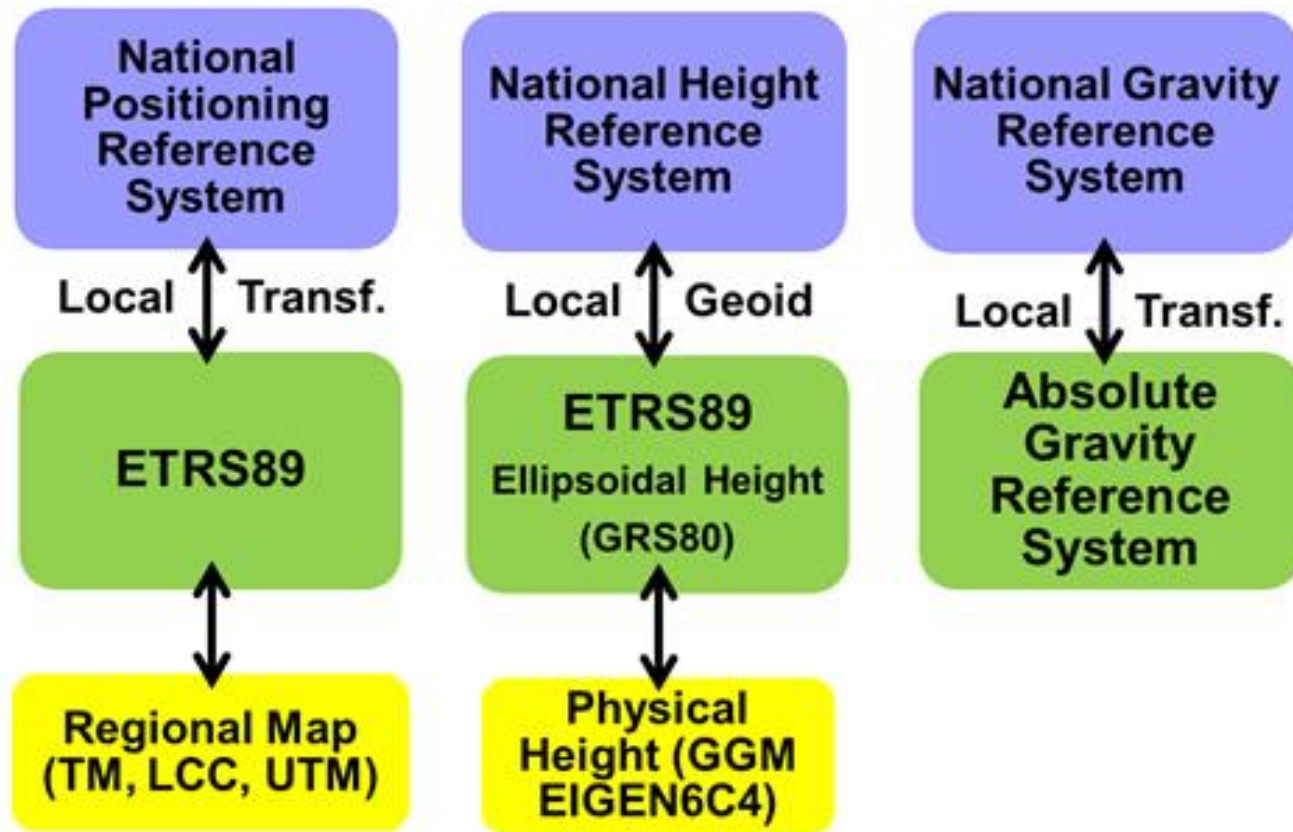 National
Positioning
Reference
System
National Height
Reference
System
National Gravity
Reference
System
Local Transf.
Local Geoid
Local Transf.
ETRS89
ETRS89
Ellipsoidal Height
(GRS80)
Absolute
Gravity
Reference
System
Regional Map
(TM, LCC, UTM)
Physical
Height (GGM
EIGEN6C4)